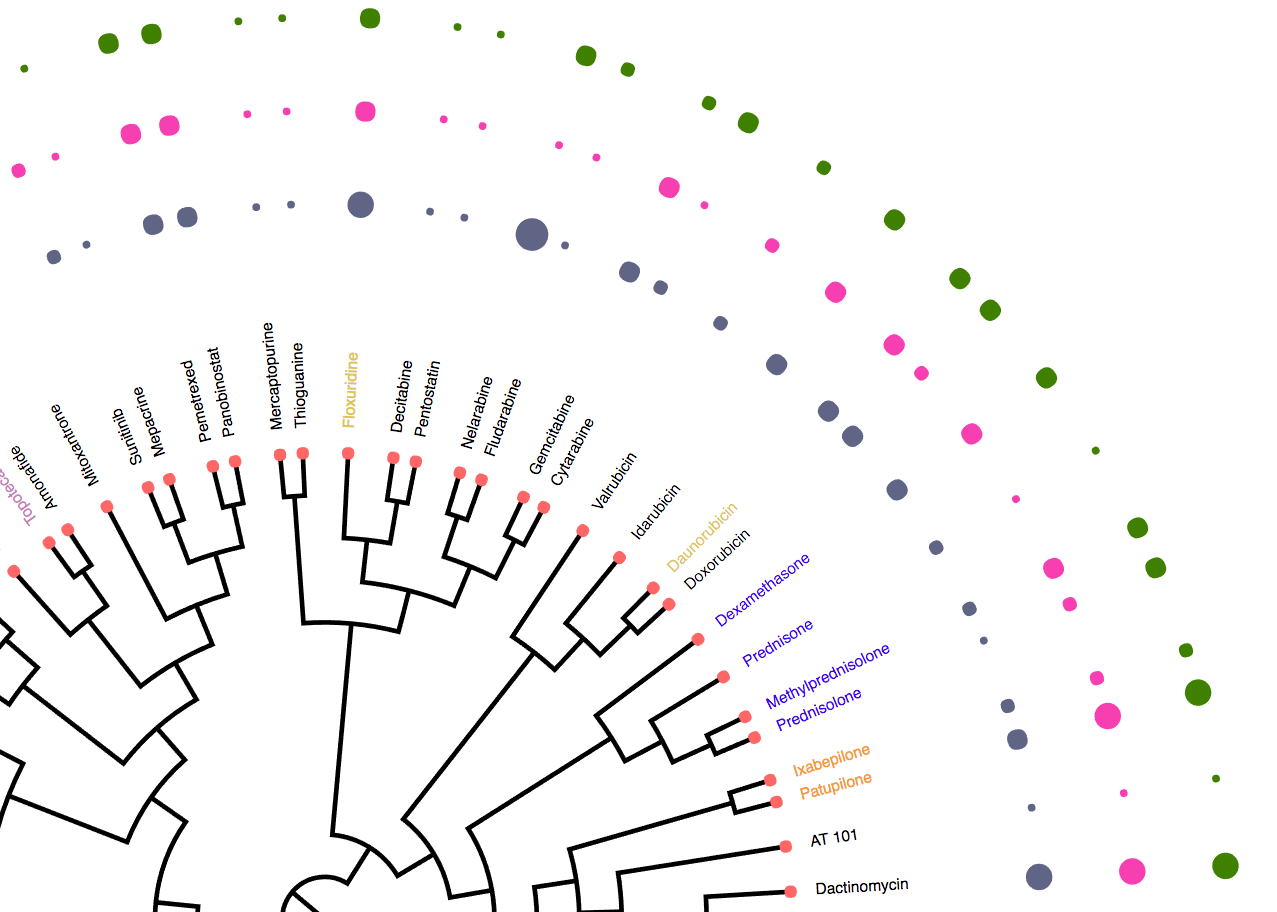 Amonafide
Mitoxantrone
Sunitinib
Mepacrine
Pemetrexed
Panobinostat
Mercaptopurine
Thioguanine
Floxuridine
Decitabine
Pentostatin
Nelarabine
Fludarabine
Gemcitabine
Cytarabine
Valrubicin
Idarubicin
Daunorubicin
Doxorubicin
Dexamethasone
Prednisone
Methylprednisolone
Prednisolone
Ixabepilone
Patupilone
AT 101
Dactinomycin